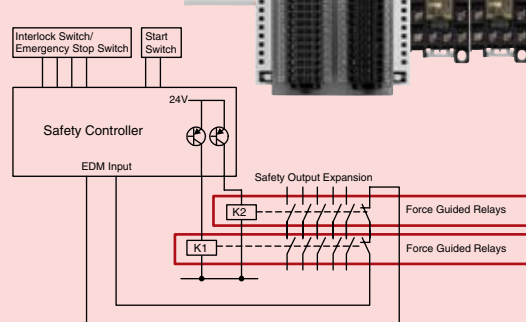 Interlock Switch/
Emergency Stop Switch
Start
Switch
24V
Safety Controller
EDM Input
Safety Output Expansion
K2
Force Guided Relays
K1
Force Guided Relays